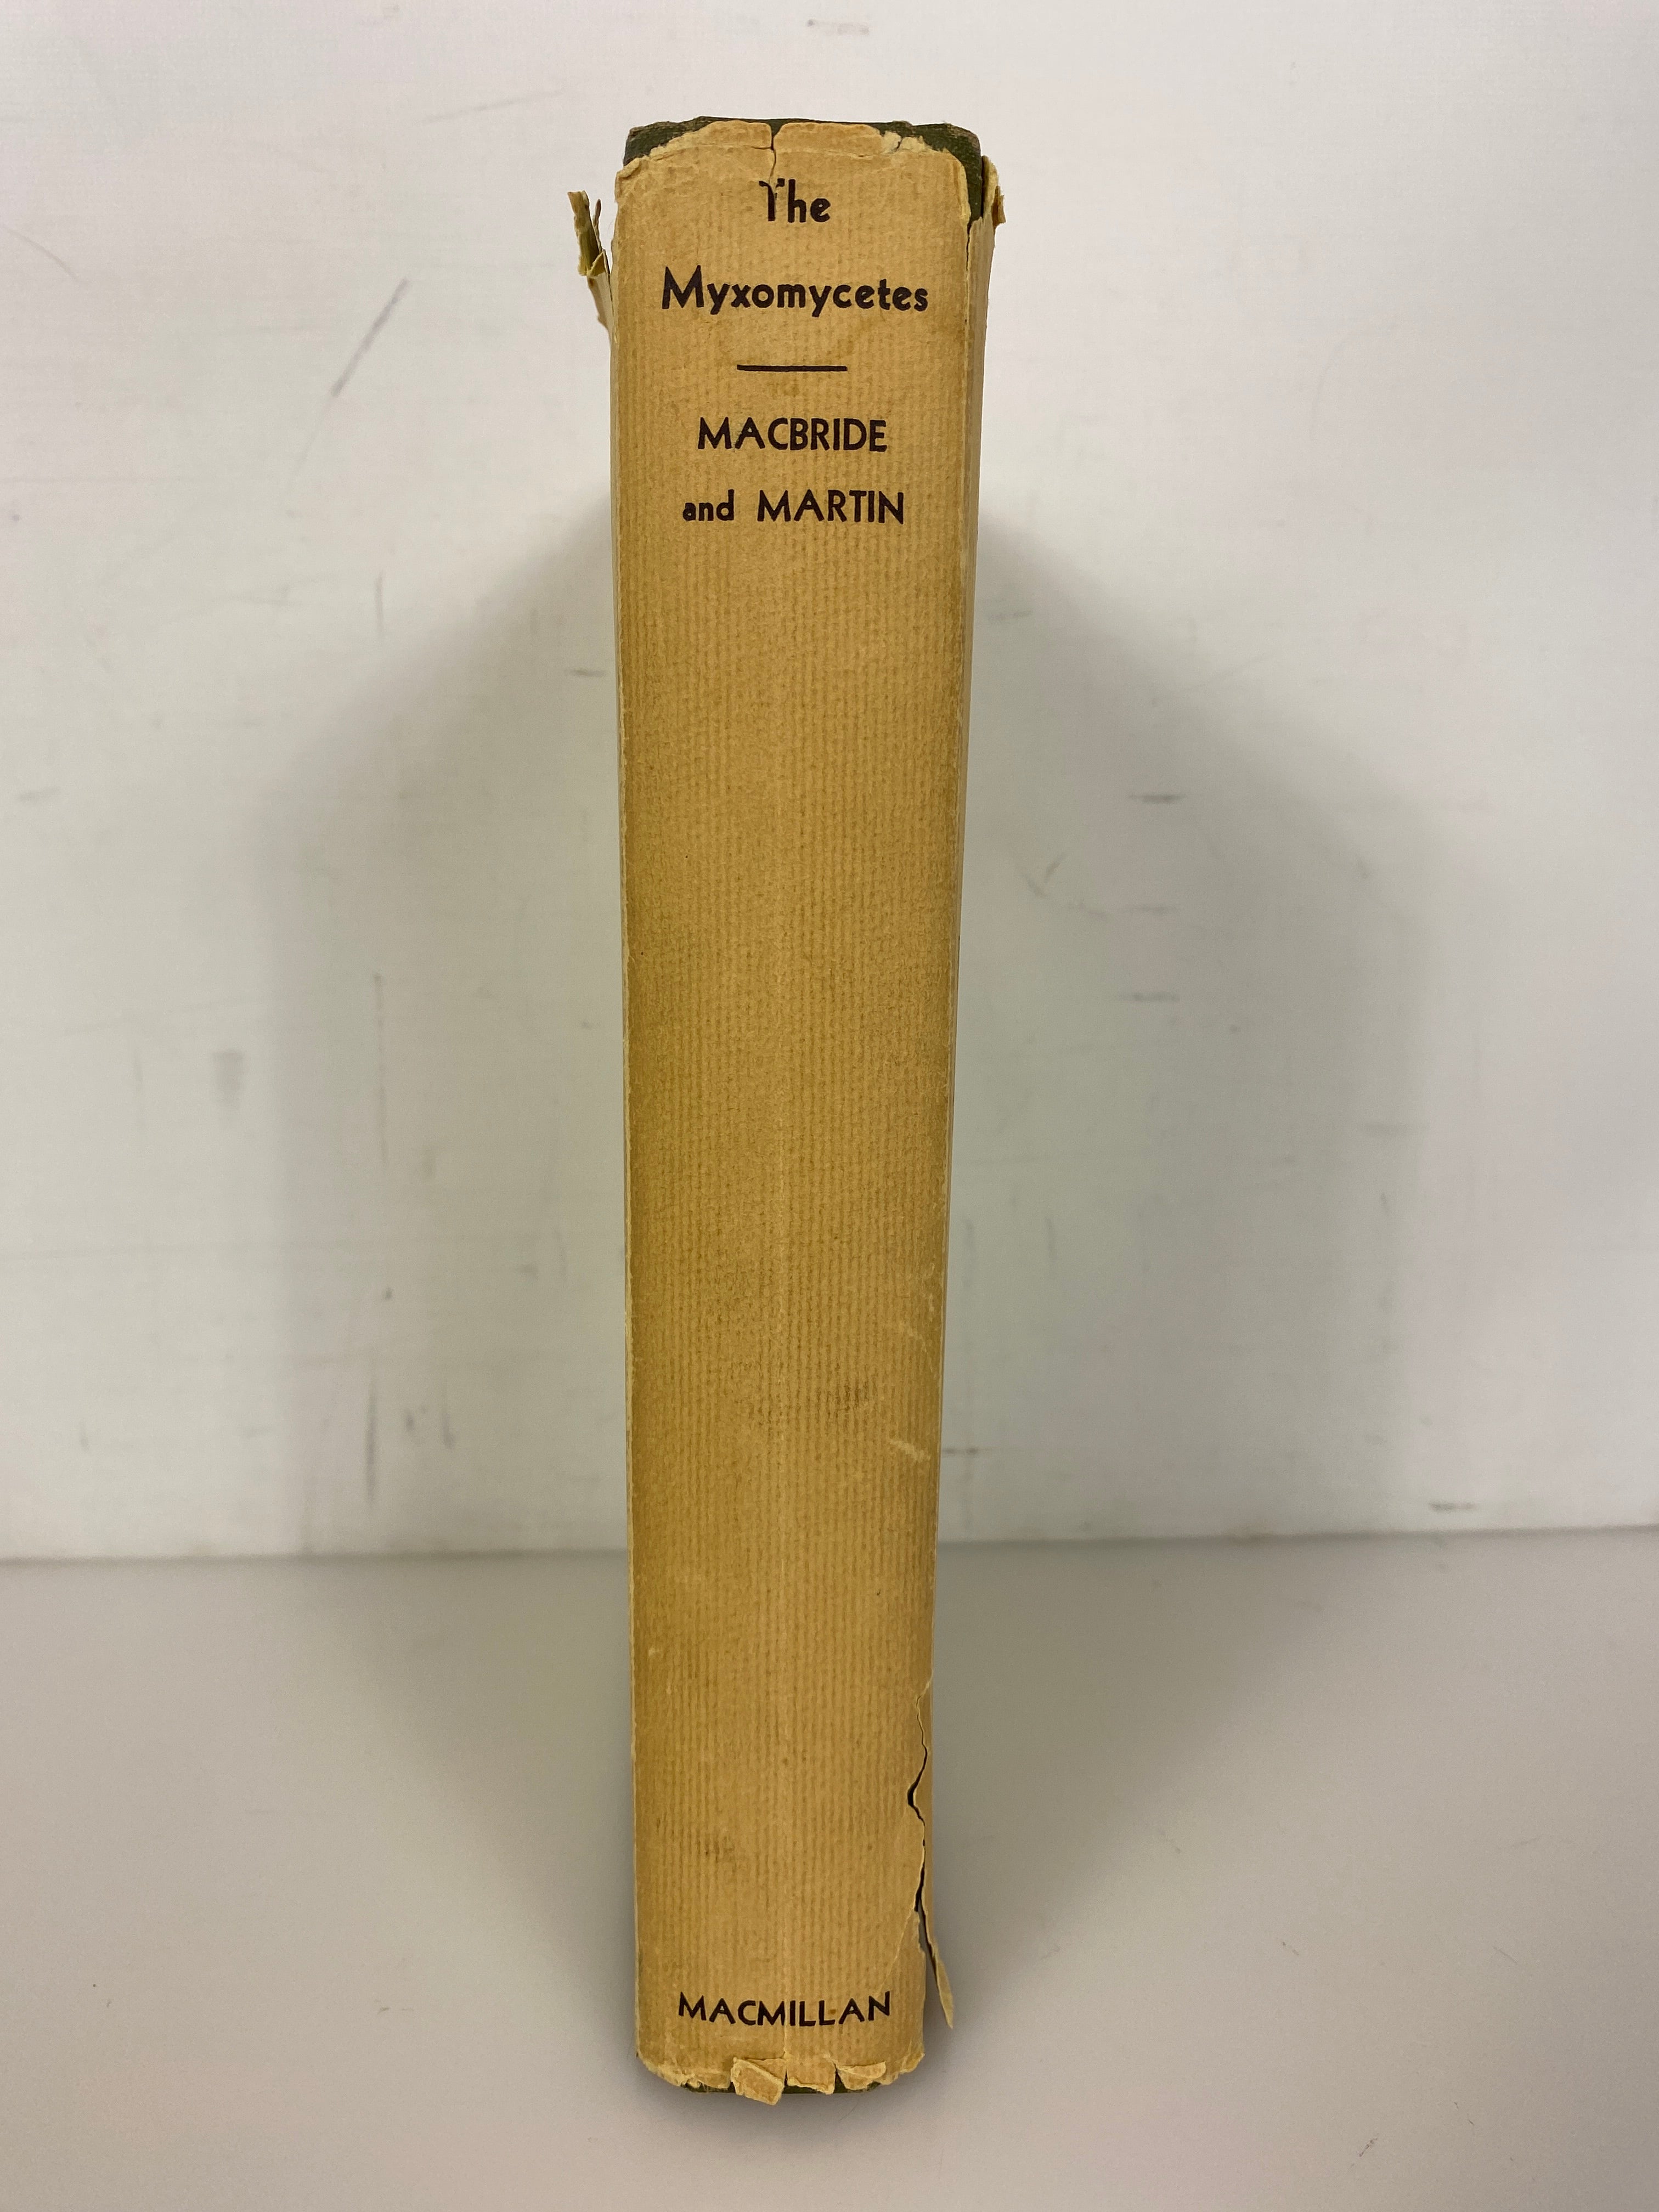 The
Myxomycetes
MACBRIDE
and MARTIN
MACMILLAN